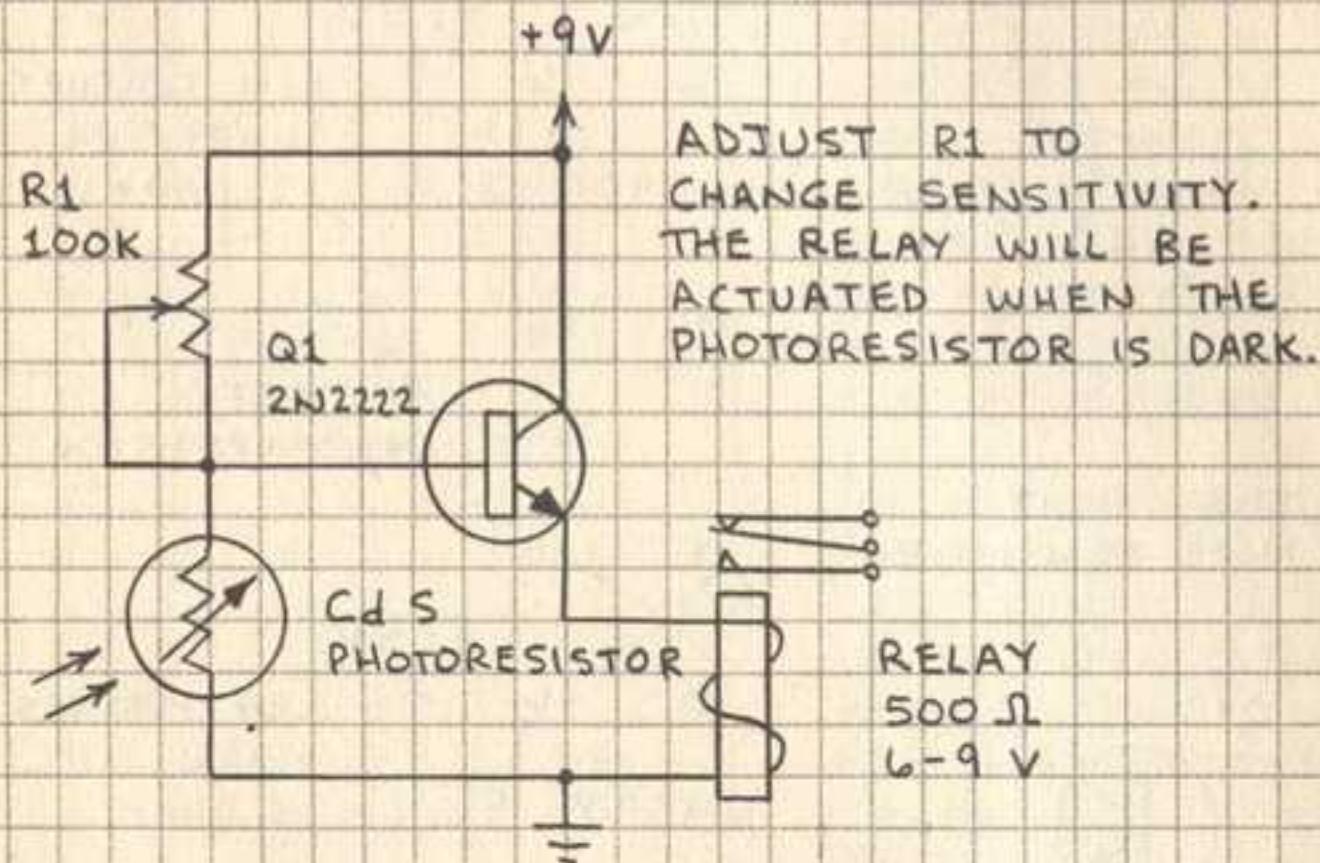 +9V
ADJUST R1 TO
CHANGE SENSITIVITY.
THE RELAY WILL BE
ACTUATED WHEN THE
PHOTORESISTOR IS DARK.
R1
100K
Q1
2N2222
CdS
PHOTORESISTOR
RELAY
500 Ω
6-9 V